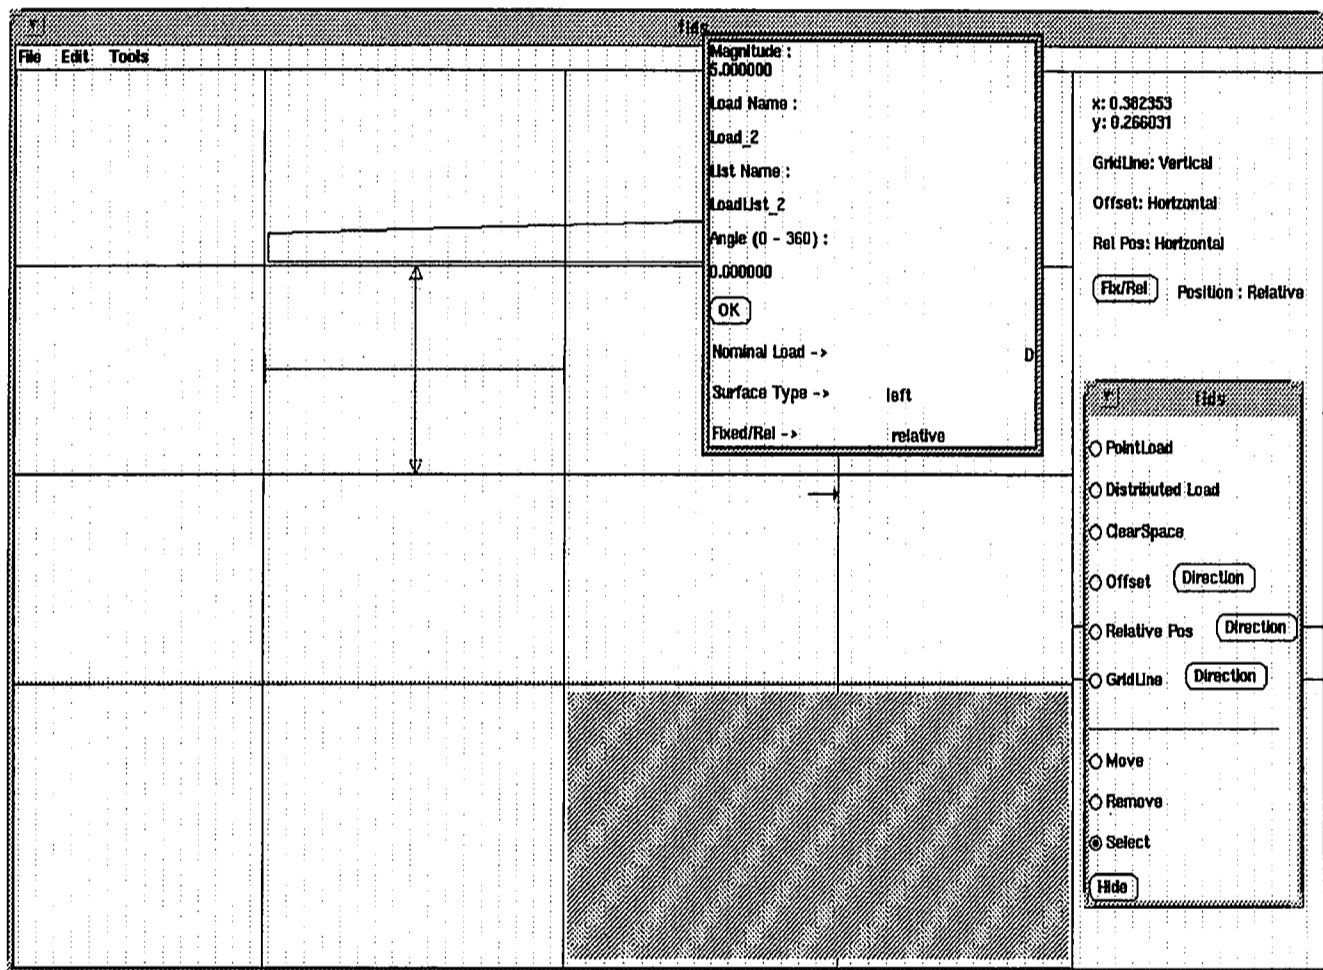 fids
File Edit Tools
Magnitude :
5.000000
Load Name :
Load_2
List Name :
LoadList_2
Angle (0 - 360) :
0.000000
OK
Nominal Load -> D
Surface Type -> left
Fixed/Rel -> relative
x: 0.382353
y: 0.266031
GridLine: Vertical
Offset: Horizontal
Rel Pos: Horizontal
Fix/Rel Position : Relative
fids
PointLoad
Distributed Load
ClearSpace
Offset Direction
Relative Pos Direction
GridLine Direction
Move
Remove
Select
Hide